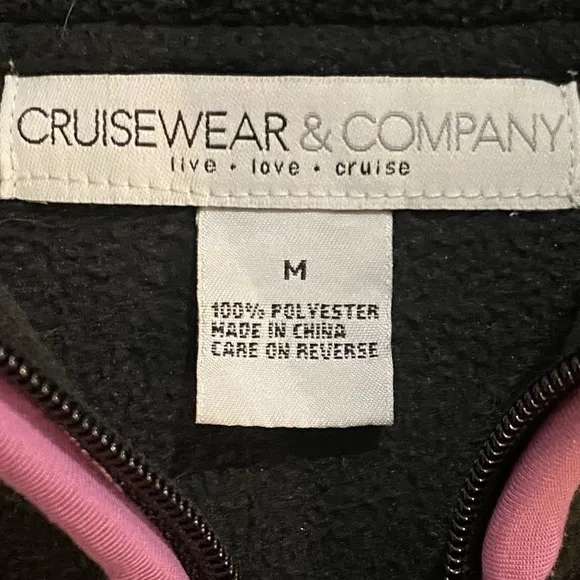 CRUISEWEAR & COMPANY
live • love • cruise
M
100% POLYESTER
MADE IN CHINA
CARE ON REVERSE